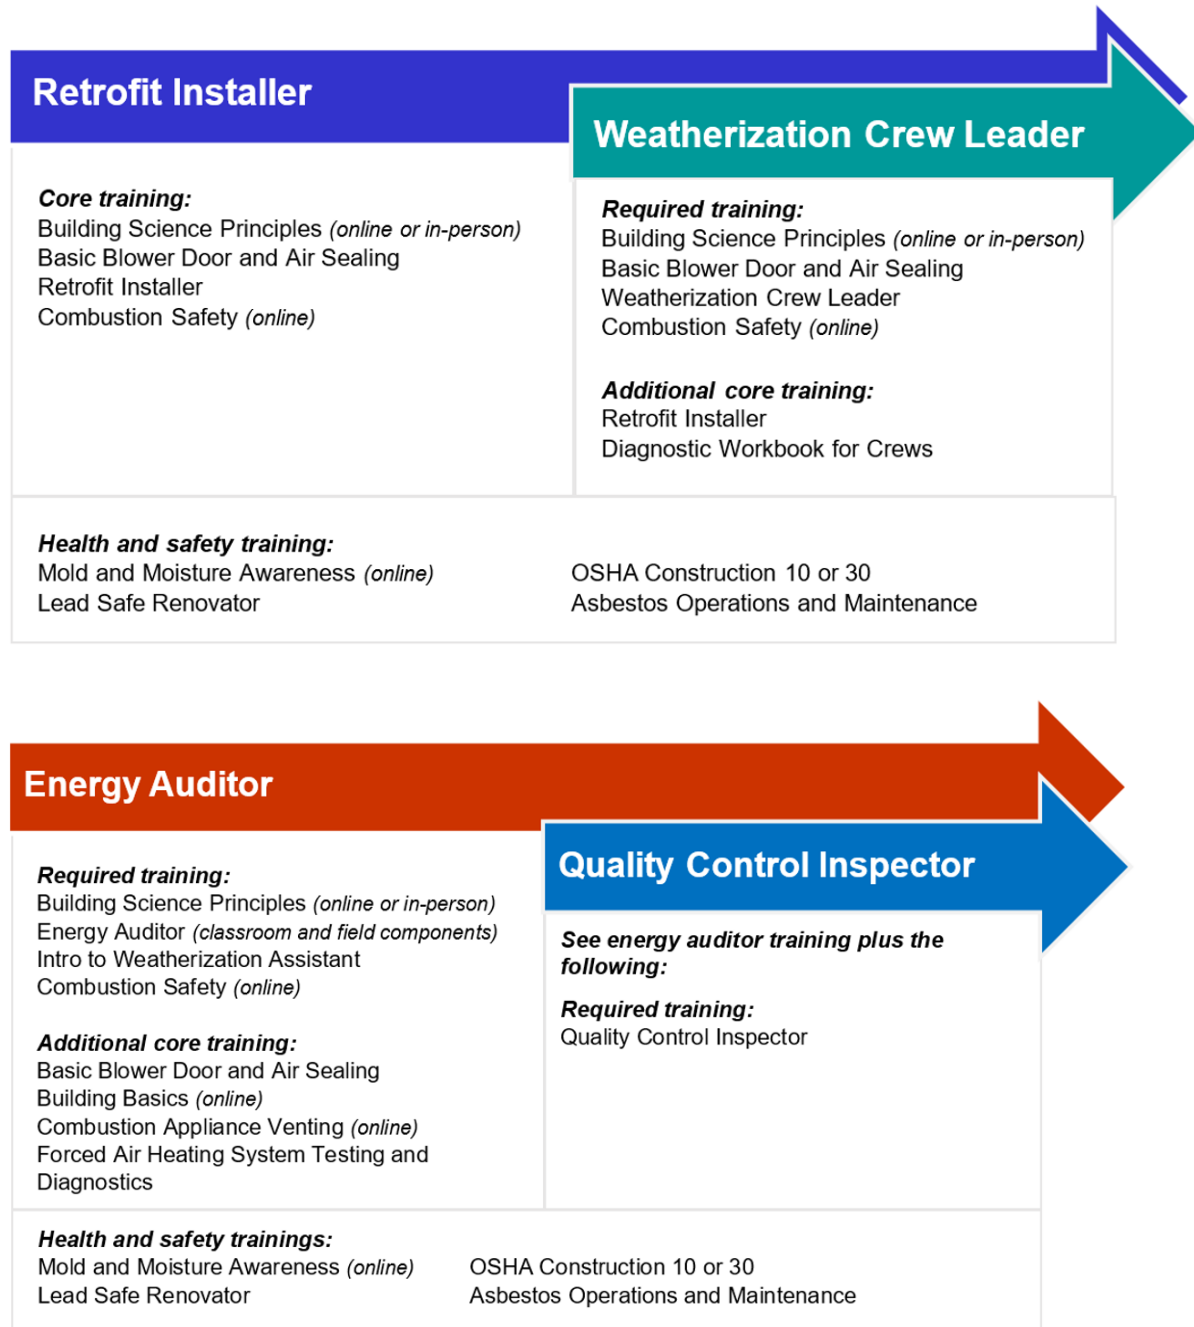 Retrofit Installer
Weatherization Crew Leader
Core training:
Building Science Principles (online or in-person)
Basic Blower Door and Air Sealing
Retrofit Installer
Combustion Safety (online)
Required training:
Building Science Principles (online or in-person)
Basic Blower Door and Air Sealing
Weatherization Crew Leader
Combustion Safety (online)
Additional core training:
Retrofit Installer
Diagnostic Workbook for Crews
Health and safety training:
Mold and Moisture Awareness (online)
Lead Safe Renovator
OSHA Construction 10 or 30
Asbestos Operations and Maintenance
Energy Auditor
Quality Control Inspector
Required training:
Building Science Principles (online or in-person)
Energy Auditor (classroom and field components)
Intro to Weatherization Assistant
Combustion Safety (online)
Additional core training:
Basic Blower Door and Air Sealing
Building Basics (online)
Combustion Appliance Venting (online)
Forced Air Heating System Testing and
Diagnostics
See energy auditor training plus the
following:
Required training:
Quality Control Inspector
Health and safety trainings:
Mold and Moisture Awareness (online)
Lead Safe Renovator
OSHA Construction 10 or 30
Asbestos Operations and Maintenance